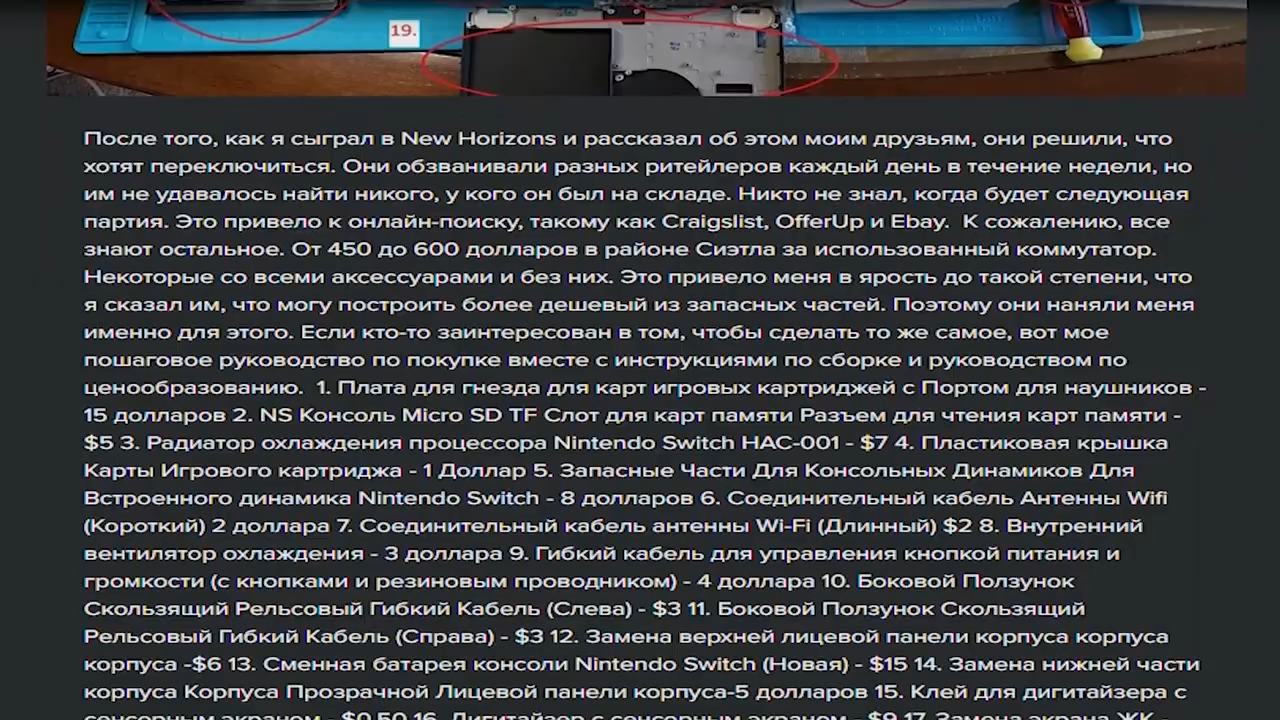 19.
После того, как я сыграл в New Horizons и рассказал об этом моим друзьям, они решили, что
хотят переключиться. Они обзванивали разных ритейлеров каждый день в течение недели, но
им не удавалось найти никого, у кого он был на складе. Никто не знал, когда будет следующая
партия. Это привело к онлайн-поиску, такому как Craigslist, OfferUp и Ebay.  К сожалению, все
знают остальное. От 450 до 600 долларов в районе Сиэтла за использованный коммутатор.
Некоторые со всеми аксессуарами и без них. Это привело меня в ярость до такой степени, что
я сказал им, что могу построить более дешевый из запасных частей. Поэтому они наняли меня
именно для этого. Если кто-то заинтересован в том, чтобы сделать то же самое, вот мое
пошаговое руководство по покупке вместе с инструкциями по сборке и руководством по
ценообразованию.  1. Плата для гнезда для карт игровых картриджей с Портом для наушников -
15 долларов 2. NS Консоль Micro SD TF Слот для карт памяти Разъем для чтения карт памяти -
$5 3. Радиатор охлаждения процессора Nintendo Switch HAC-001 - $7 4. Пластиковая крышка
Карты Игрового картриджа - 1 Доллар 5. Запасные Части Для Консольных Динамиков Для
Встроенного динамика Nintendo Switch - 8 долларов 6. Соединительный кабель Антенны Wifi
(Короткий) 2 доллара 7. Соединительный кабель антенны Wi-Fi (Длинный) $2 8. Внутренний
вентилятор охлаждения - 3 доллара 9. Гибкий кабель для управления кнопкой питания и
громкости (с кнопками и резиновым проводником) - 4 доллара 10. Боковой Ползунок
Скользящий Рельсовый Гибкий Кабель (Слева) - $3 11. Боковой Ползунок Скользящий
Рельсовый Гибкий Кабель (Справа) - $3 12. Замена верхней лицевой панели корпуса корпуса
корпуса -$6 13. Сменная батарея консоли Nintendo Switch (Новая) - $15 14. Замена нижней части
корпуса Корпуса Прозрачной Лицевой панели корпуса-5 долларов 15. Клей для дигитайзера с
сенсорным экраном - $0,50 16. Дигитайзер с сенсорным экраном - $9 17. Замена экрана ЖК -